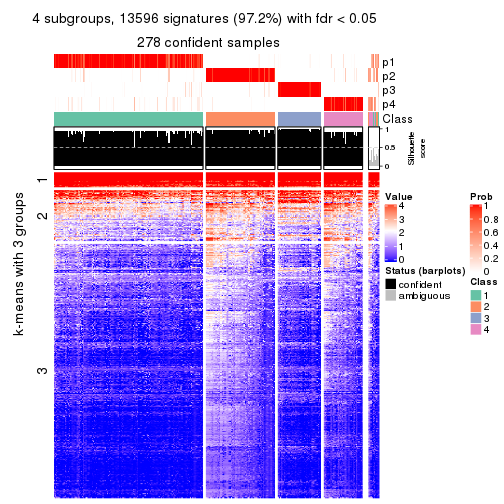 4 subgroups, 13596 signatures (97.2%) with fdr < 0.05
278 confident samples
p1
p2
p3
p4
Class
1
0.5
0
Silhouette
score
k-means with 3 groups
1
2
3
Value
4
3
2
1
0
Status (barplots)
confident
ambiguous
Prob
1
0.8
0.6
0.4
0.2
0
Class
1
2
3
4